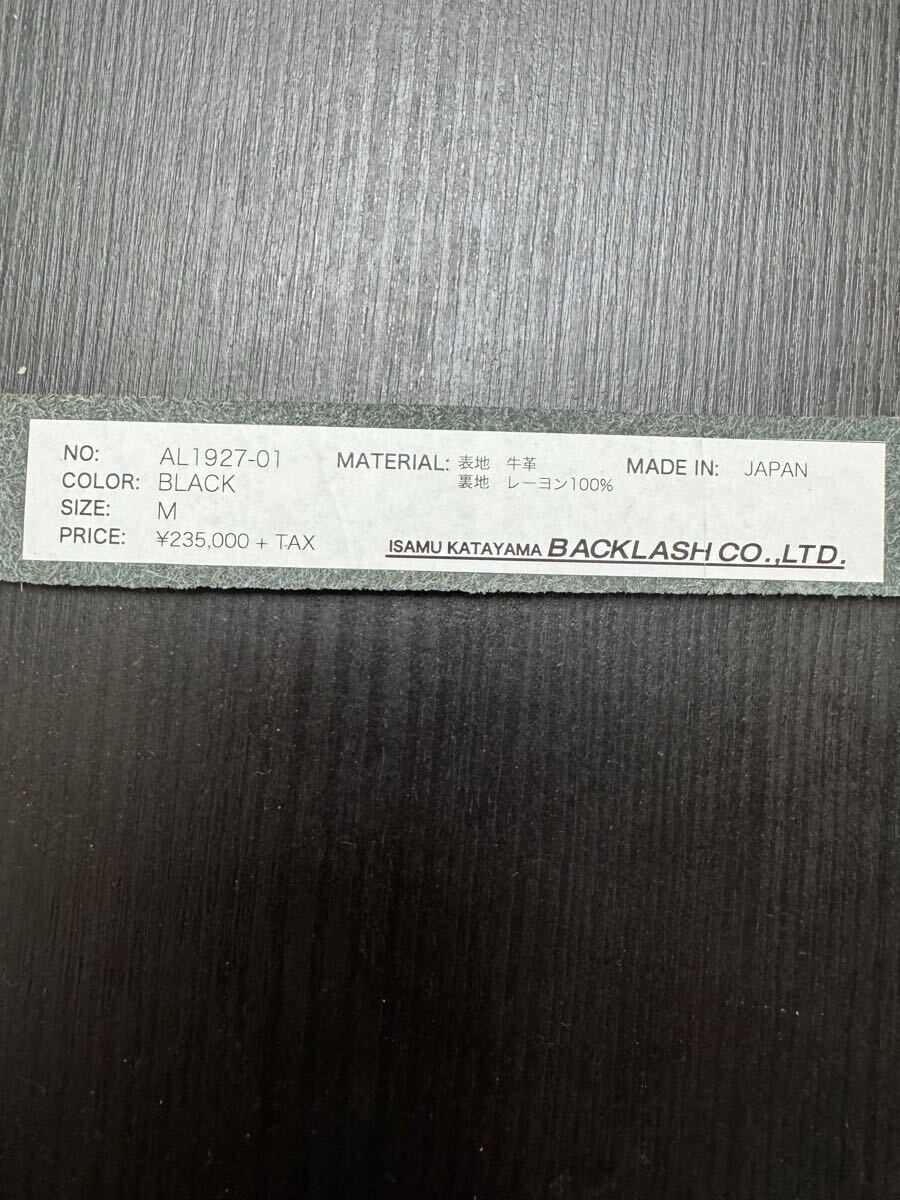 NO: AL1927-01
COLOR: BLACK
SIZE: M
PRICE: ¥235,000 + TAX
MATERIAL: 表地 牛革
裏地 レーヨン100%
MADE IN: JAPAN
ISAMU KATAYAMA BACKLASH CO.,LTD.